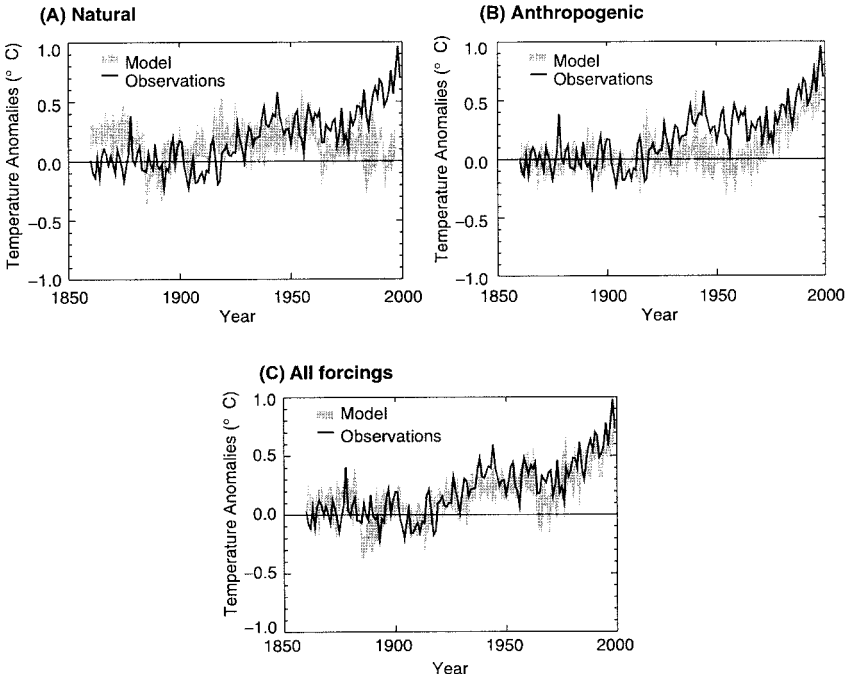 (A) Natural
Temperature Anomalies (° C)
1.0
0.5
0.0
−0.5
−1.0
Model
Observations
1850
1900
1950
2000
Year
(B) Anthropogenic
Temperature Anomalies (° C)
1.0
0.5
0.0
−0.5
−1.0
Model
Observations
1850
1900
1950
2000
Year
(C) All forcings
Temperature Anomalies (° C)
1.0
0.5
0.0
−0.5
−1.0
Model
Observations
1850
1900
1950
2000
Year